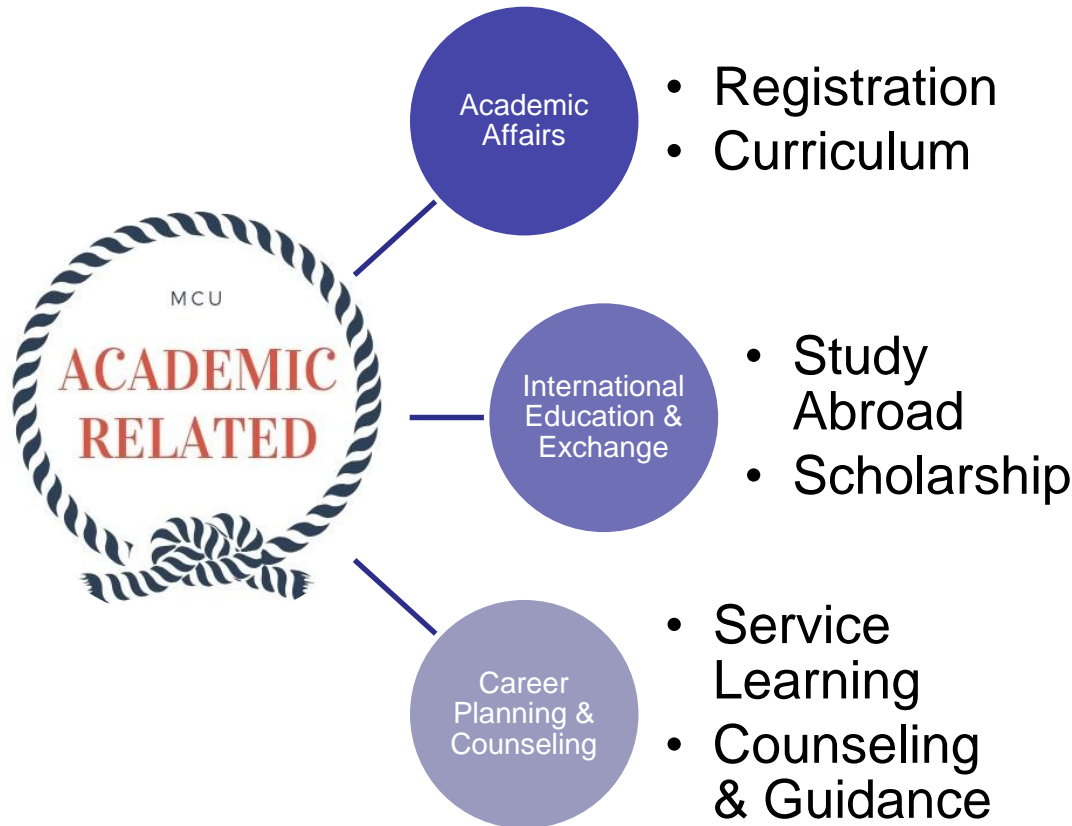 MCU
ACADEMIC
RELATED
Academic
Affairs
• Registration
• Curriculum
International
Education &
Exchange
• Study
Abroad
• Scholarship
Career
Planning &
Counseling
• Service
Learning
• Counseling
& Guidance